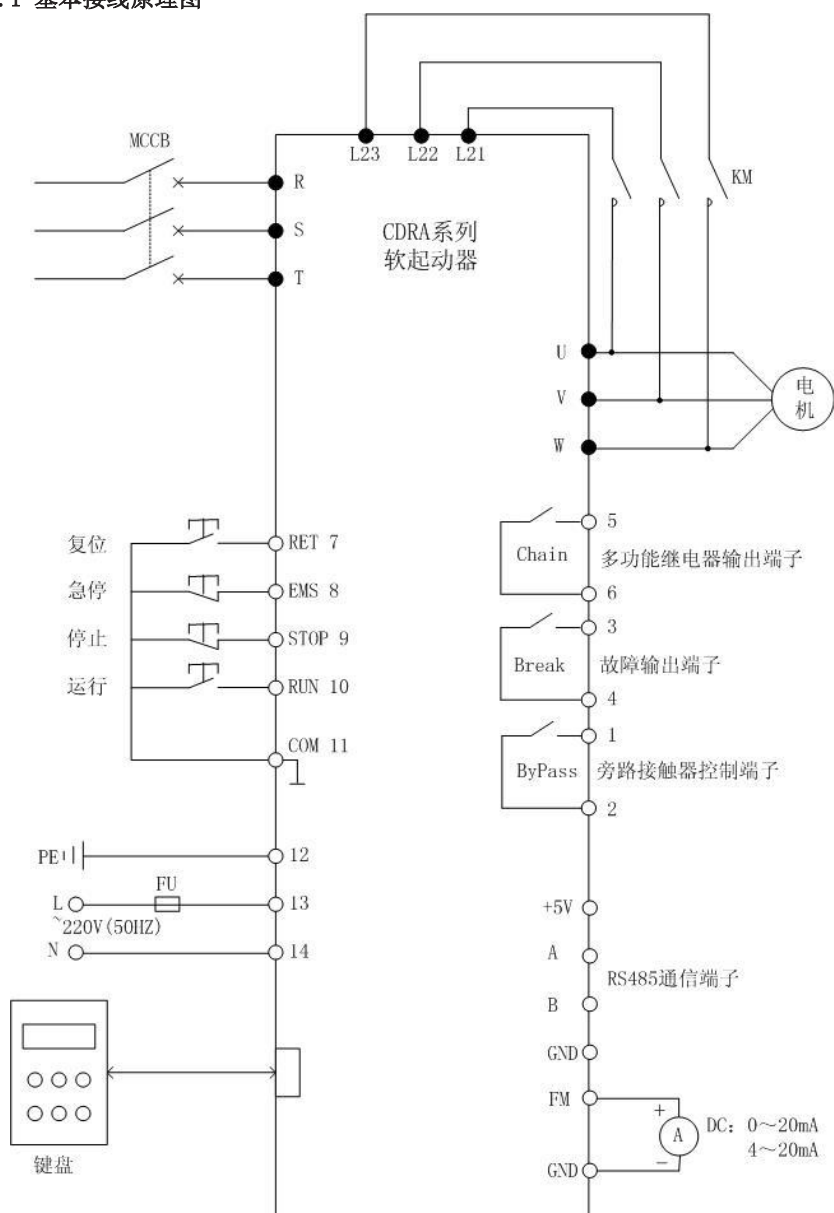 .1 基本接线原理图
MCCB
L23 L22 L21
R
S
T
KM
CDRA系列
软起动器
U
V
W
电
机
复位
RET 7
急停
EMS 8
停止
STOP 9
运行
RUN 10
COM 11
5
Chain
多功能继电器输出端子
6
3
Break
故障输出端子
4
1
ByPass
旁路接触器控制端子
2
PE
12
L
FU
13
~220V(50HZ)
N
14
+5V
A
RS485通信端子
B
GND
FM
+
A
DC: 0～20mA
4～20mA
−
GND
键盘